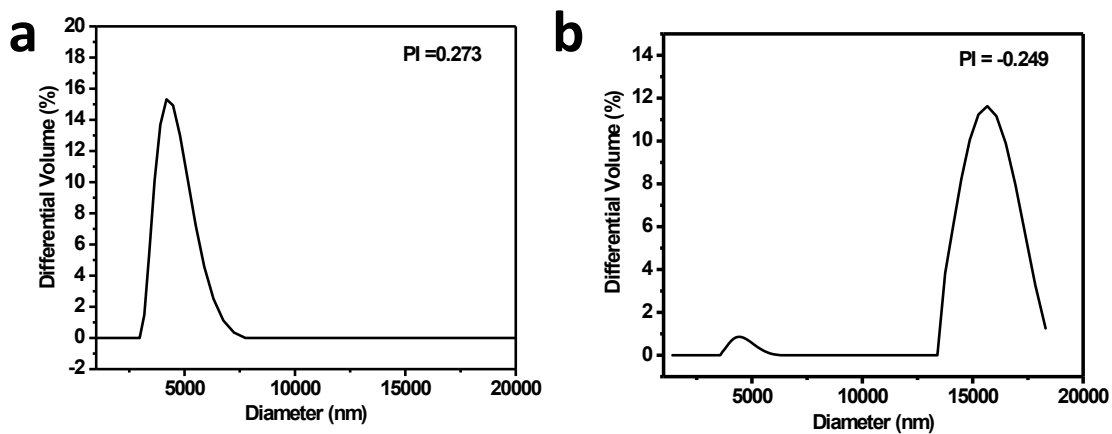 a
PI =0.273
Differential Volume (%)
20
18
16
14
12
10
8
6
4
2
0
-2
5000 10000 15000 20000
Diameter (nm)
b
PI = -0.249
Differential Volume (%)
14
12
10
8
6
4
2
0
5000 10000 15000 20000
Diameter (nm)